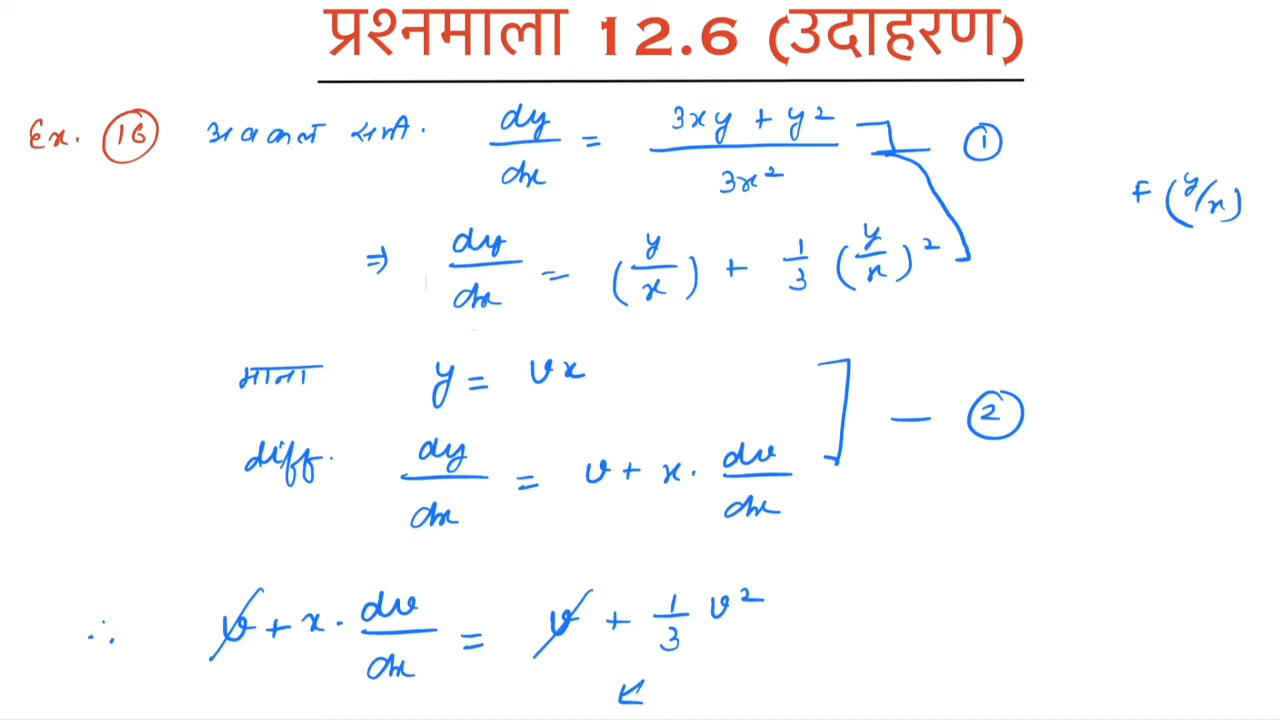 प्रश्नमाला 12.6 (उदाहरण)
Ex. (16) अवकल समी. dy/dx = (3xy + y²)/3x² — ①
F(y/x)
⇒ dy/dx = (y/x) + 1/3 (y/x)²
माना y = vx
diff. dy/dx = v + x. dv/dx — ②
∴ v + x. dv/dx = v + 1/3 v²